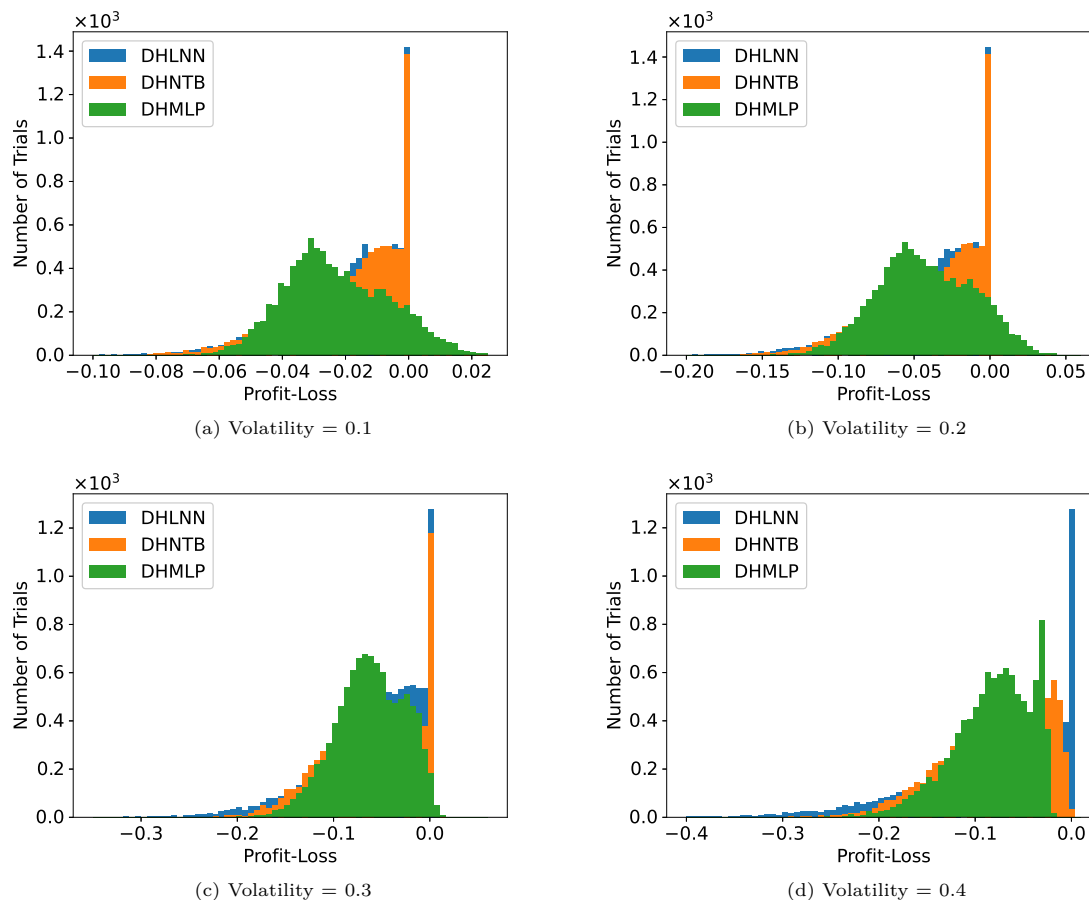 ×10³
1.4
1.2
1.0
0.8
0.6
0.4
0.2
0.0
Number of Trials
DHLNN
DHNTB
DHMLP
−0.10 −0.08 −0.06 −0.04 −0.02 0.00 0.02
Profit-Loss
(a) Volatility = 0.1
×10³
1.4
1.2
1.0
0.8
0.6
0.4
0.2
0.0
Number of Trials
DHLNN
DHNTB
DHMLP
−0.20 −0.15 −0.10 −0.05 0.00 0.05
Profit-Loss
(b) Volatility = 0.2
×10³
1.2
1.0
0.8
0.6
0.4
0.2
0.0
Number of Trials
DHLNN
DHNTB
DHMLP
−0.3 −0.2 −0.1 0.0
Profit-Loss
(c) Volatility = 0.3
×10³
1.2
1.0
0.8
0.6
0.4
0.2
0.0
Number of Trials
DHLNN
DHNTB
DHMLP
−0.4 −0.3 −0.2 −0.1 0.0
Profit-Loss
(d) Volatility = 0.4